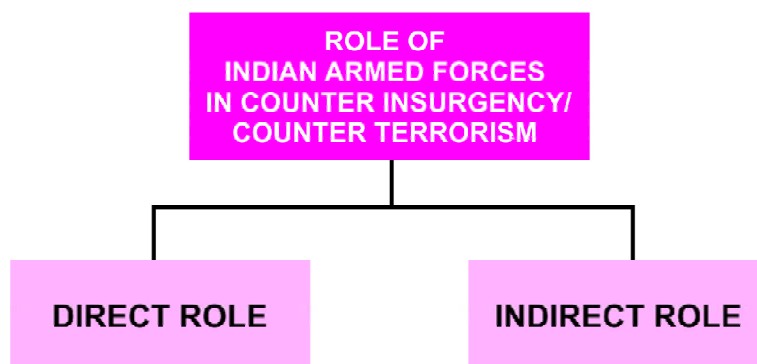 ROLE OF
INDIAN ARMED FORCES
IN COUNTER INSURGENCY/
COUNTER TERRORISM
DIRECT ROLE
INDIRECT ROLE